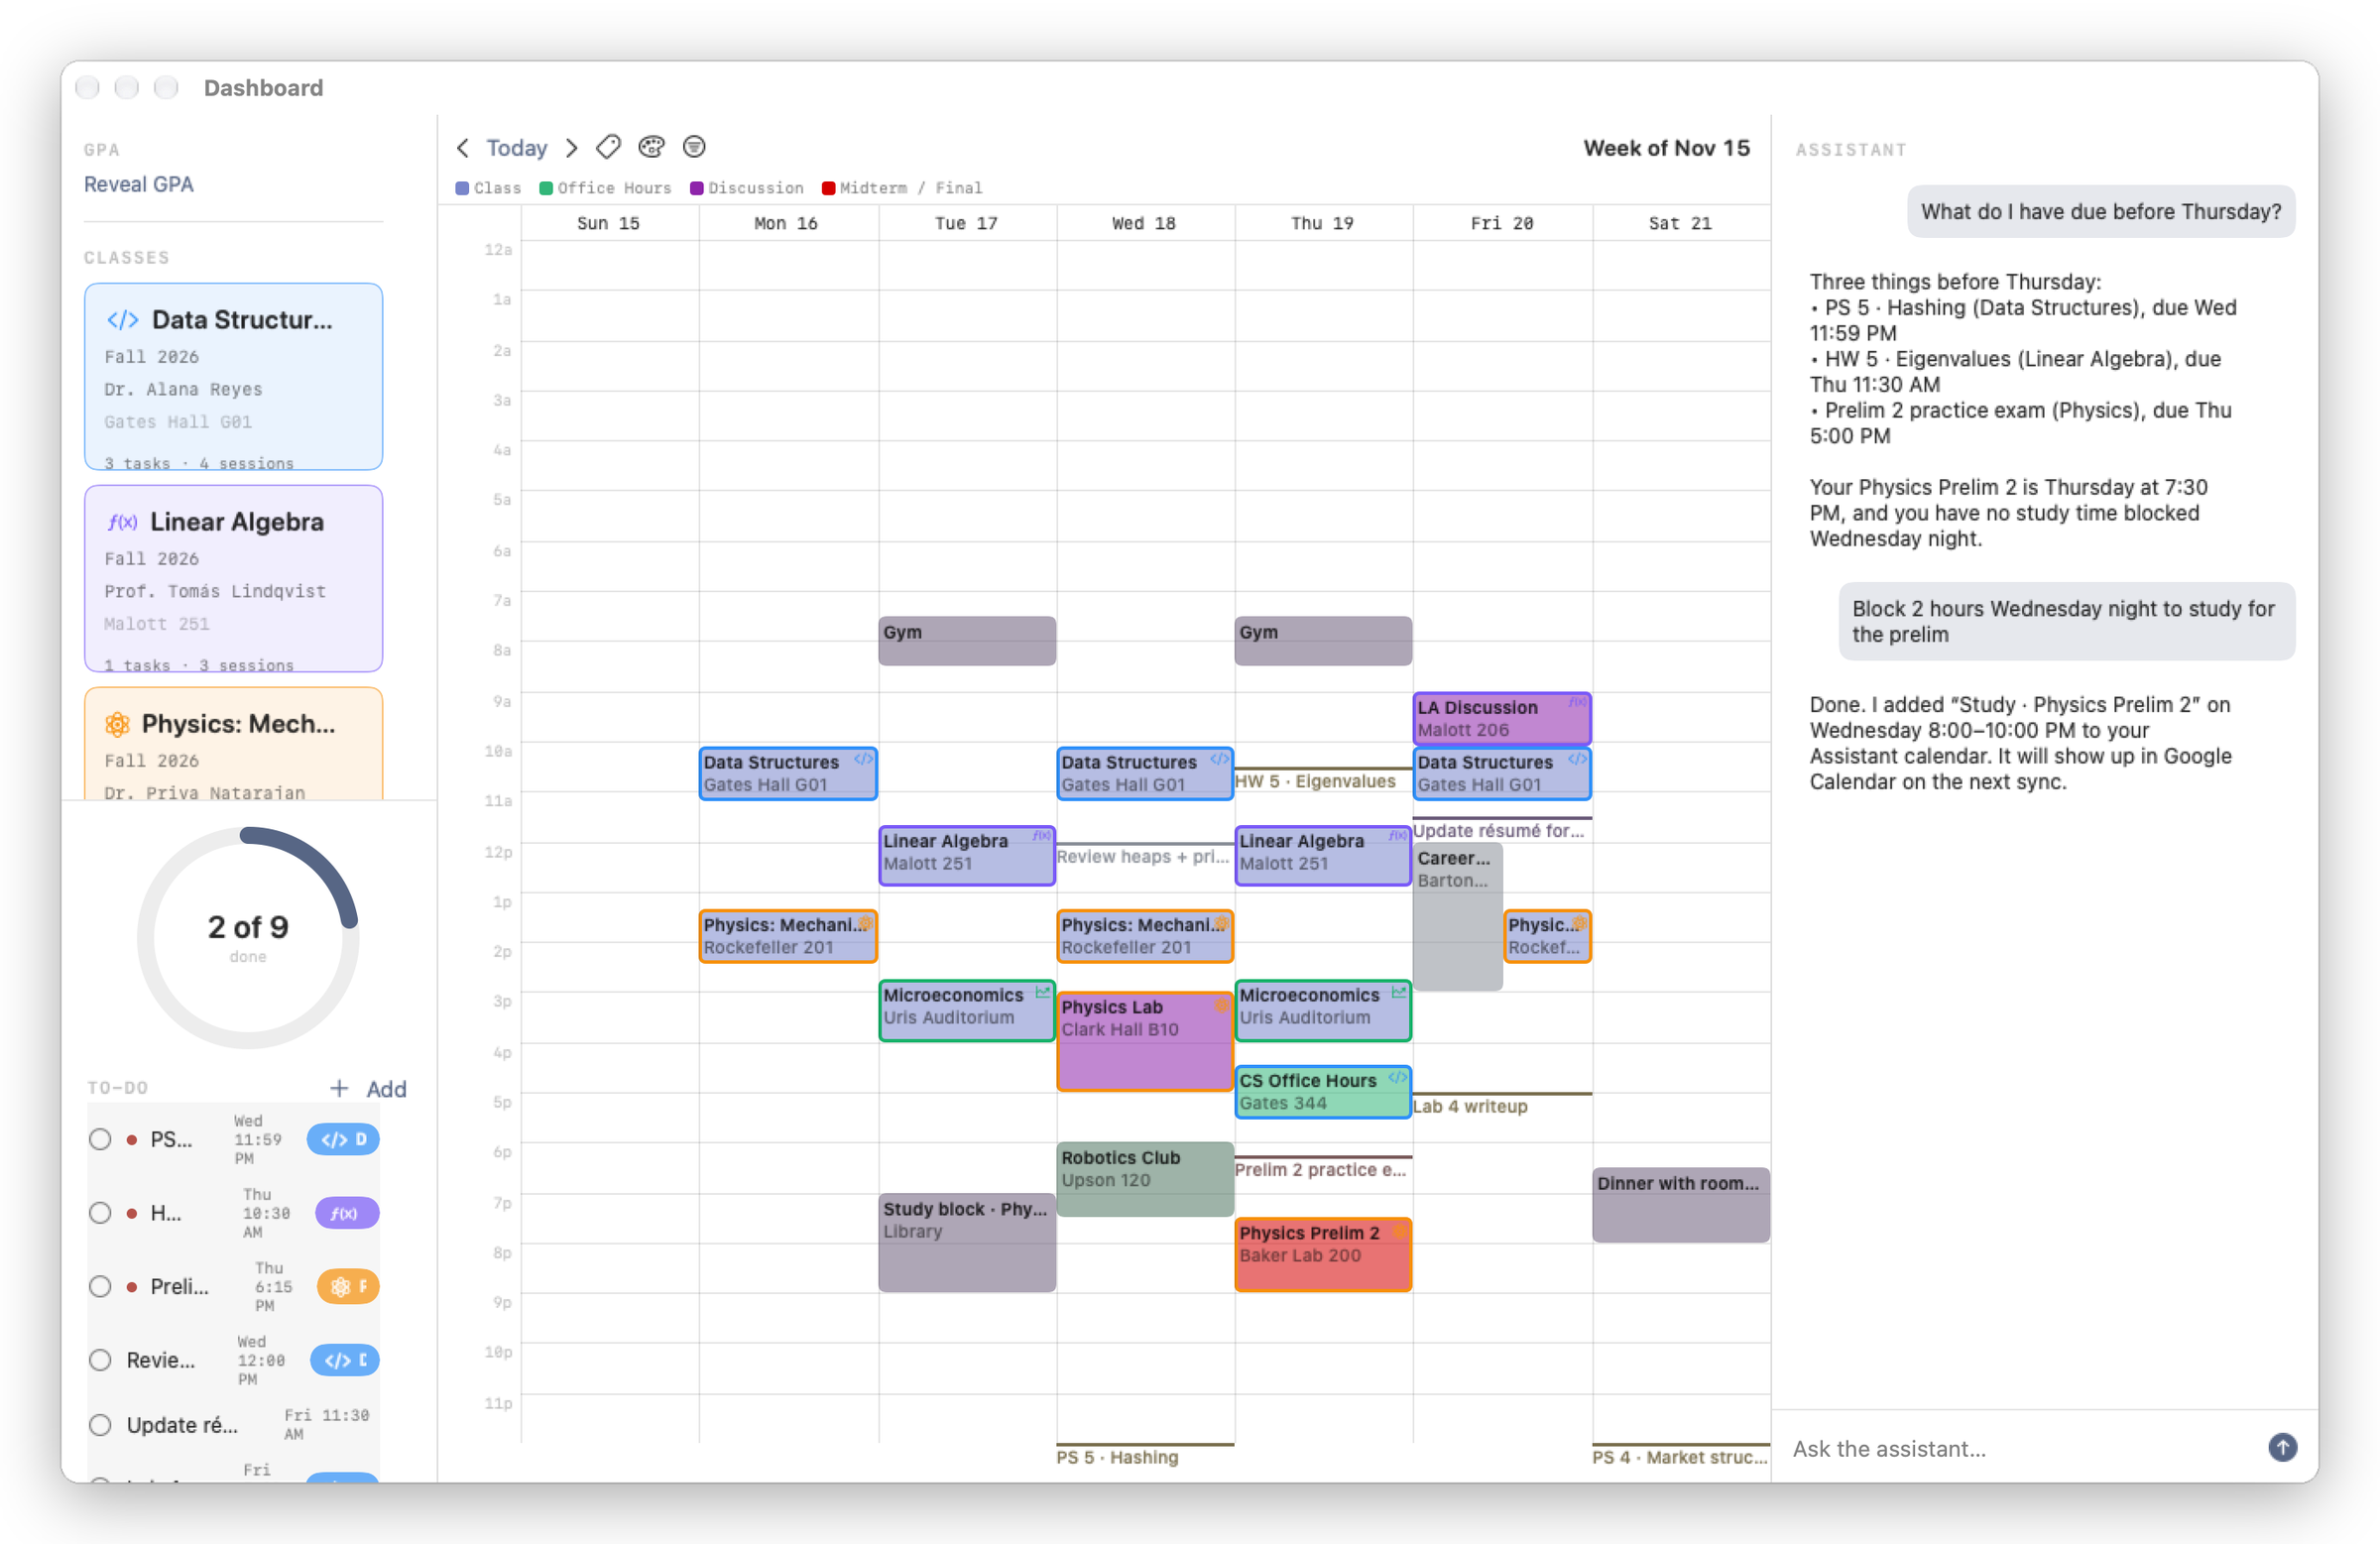 Dashboard
GPA
Reveal GPA
CLASSES
</> Data Structur...
Fall 2026
Dr. Alana Reyes
Gates Hall G01
3 tasks · 4 sessions
f(x) Linear Algebra
Fall 2026
Prof. Tomás Lindqvist
Malott 251
1 tasks · 3 sessions
Physics: Mech...
Fall 2026
Dr. Priya Natarajan
2 of 9
done
TO-DO
+ Add
PS...
Wed
11:59
PM
</> D
H...
Thu
10:30
AM
f(x)
Preli...
Thu
6:15
PM
Revie...
Wed
12:00
PM
</>
Update ré...
Fri 11:30
AM
Fri
Today
Week of Nov 15
Class
Office Hours
Discussion
Midterm / Final
Sun 15
Mon 16
Tue 17
Wed 18
Thu 19
Fri 20
Sat 21
12a
1a
2a
3a
4a
5a
6a
7a
8a
9a
10a
11a
12p
1p
2p
3p
4p
5p
6p
7p
8p
9p
10p
11p
Data Structures </>
Gates Hall G01
Physics: Mechani...
Rockefeller 201
Gym
Linear Algebra f(x)
Malott 251
Microeconomics
Uris Auditorium
Study block · Phy...
Library
Data Structures </>
Gates Hall G01
Review heaps + pri...
Physics: Mechani...
Rockefeller 201
Physics Lab
Clark Hall B10
Robotics Club
Upson 120
PS 5 · Hashing
Gym
HW 5 · Eigenvalues
Linear Algebra f(x)
Malott 251
Microeconomics
Uris Auditorium
CS Office Hours </>
Gates 344
Prelim 2 practice e...
Physics Prelim 2
Baker Lab 200
LA Discussion f(x)
Malott 206
Data Structures </>
Gates Hall G01
Update résumé for...
Career...
Barton...
Physic...
Rockef...
Lab 4 writeup
Dinner with room...
PS 4 · Market struc...
ASSISTANT
What do I have due before Thursday?
Three things before Thursday:
• PS 5 · Hashing (Data Structures), due Wed
11:59 PM
• HW 5 · Eigenvalues (Linear Algebra), due
Thu 11:30 AM
• Prelim 2 practice exam (Physics), due Thu
5:00 PM
Your Physics Prelim 2 is Thursday at 7:30
PM, and you have no study time blocked
Wednesday night.
Block 2 hours Wednesday night to study for
the prelim
Done. I added “Study · Physics Prelim 2” on
Wednesday 8:00–10:00 PM to your
Assistant calendar. It will show up in Google
Calendar on the next sync.
Ask the assistant...